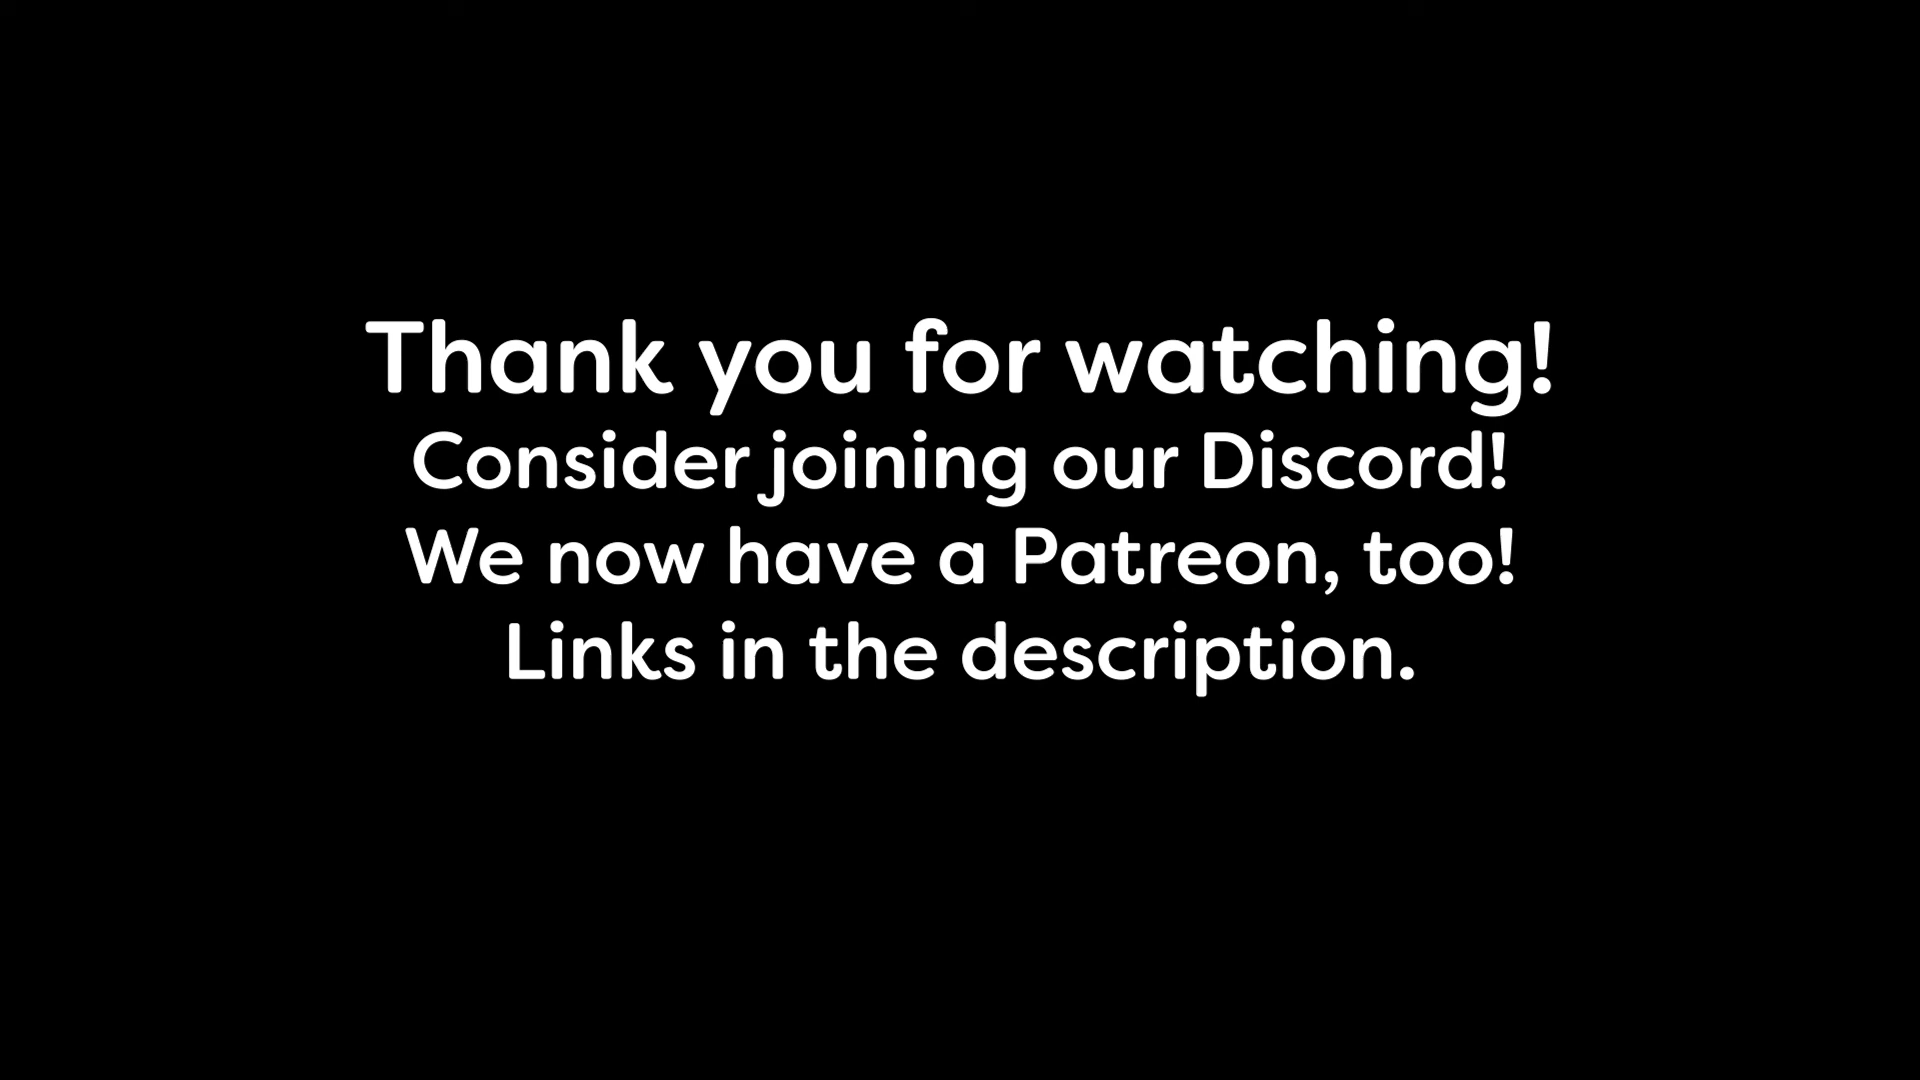 Thank you for watching!
Consider joining our Discord!
We now have a Patreon, too!
Links in the description.